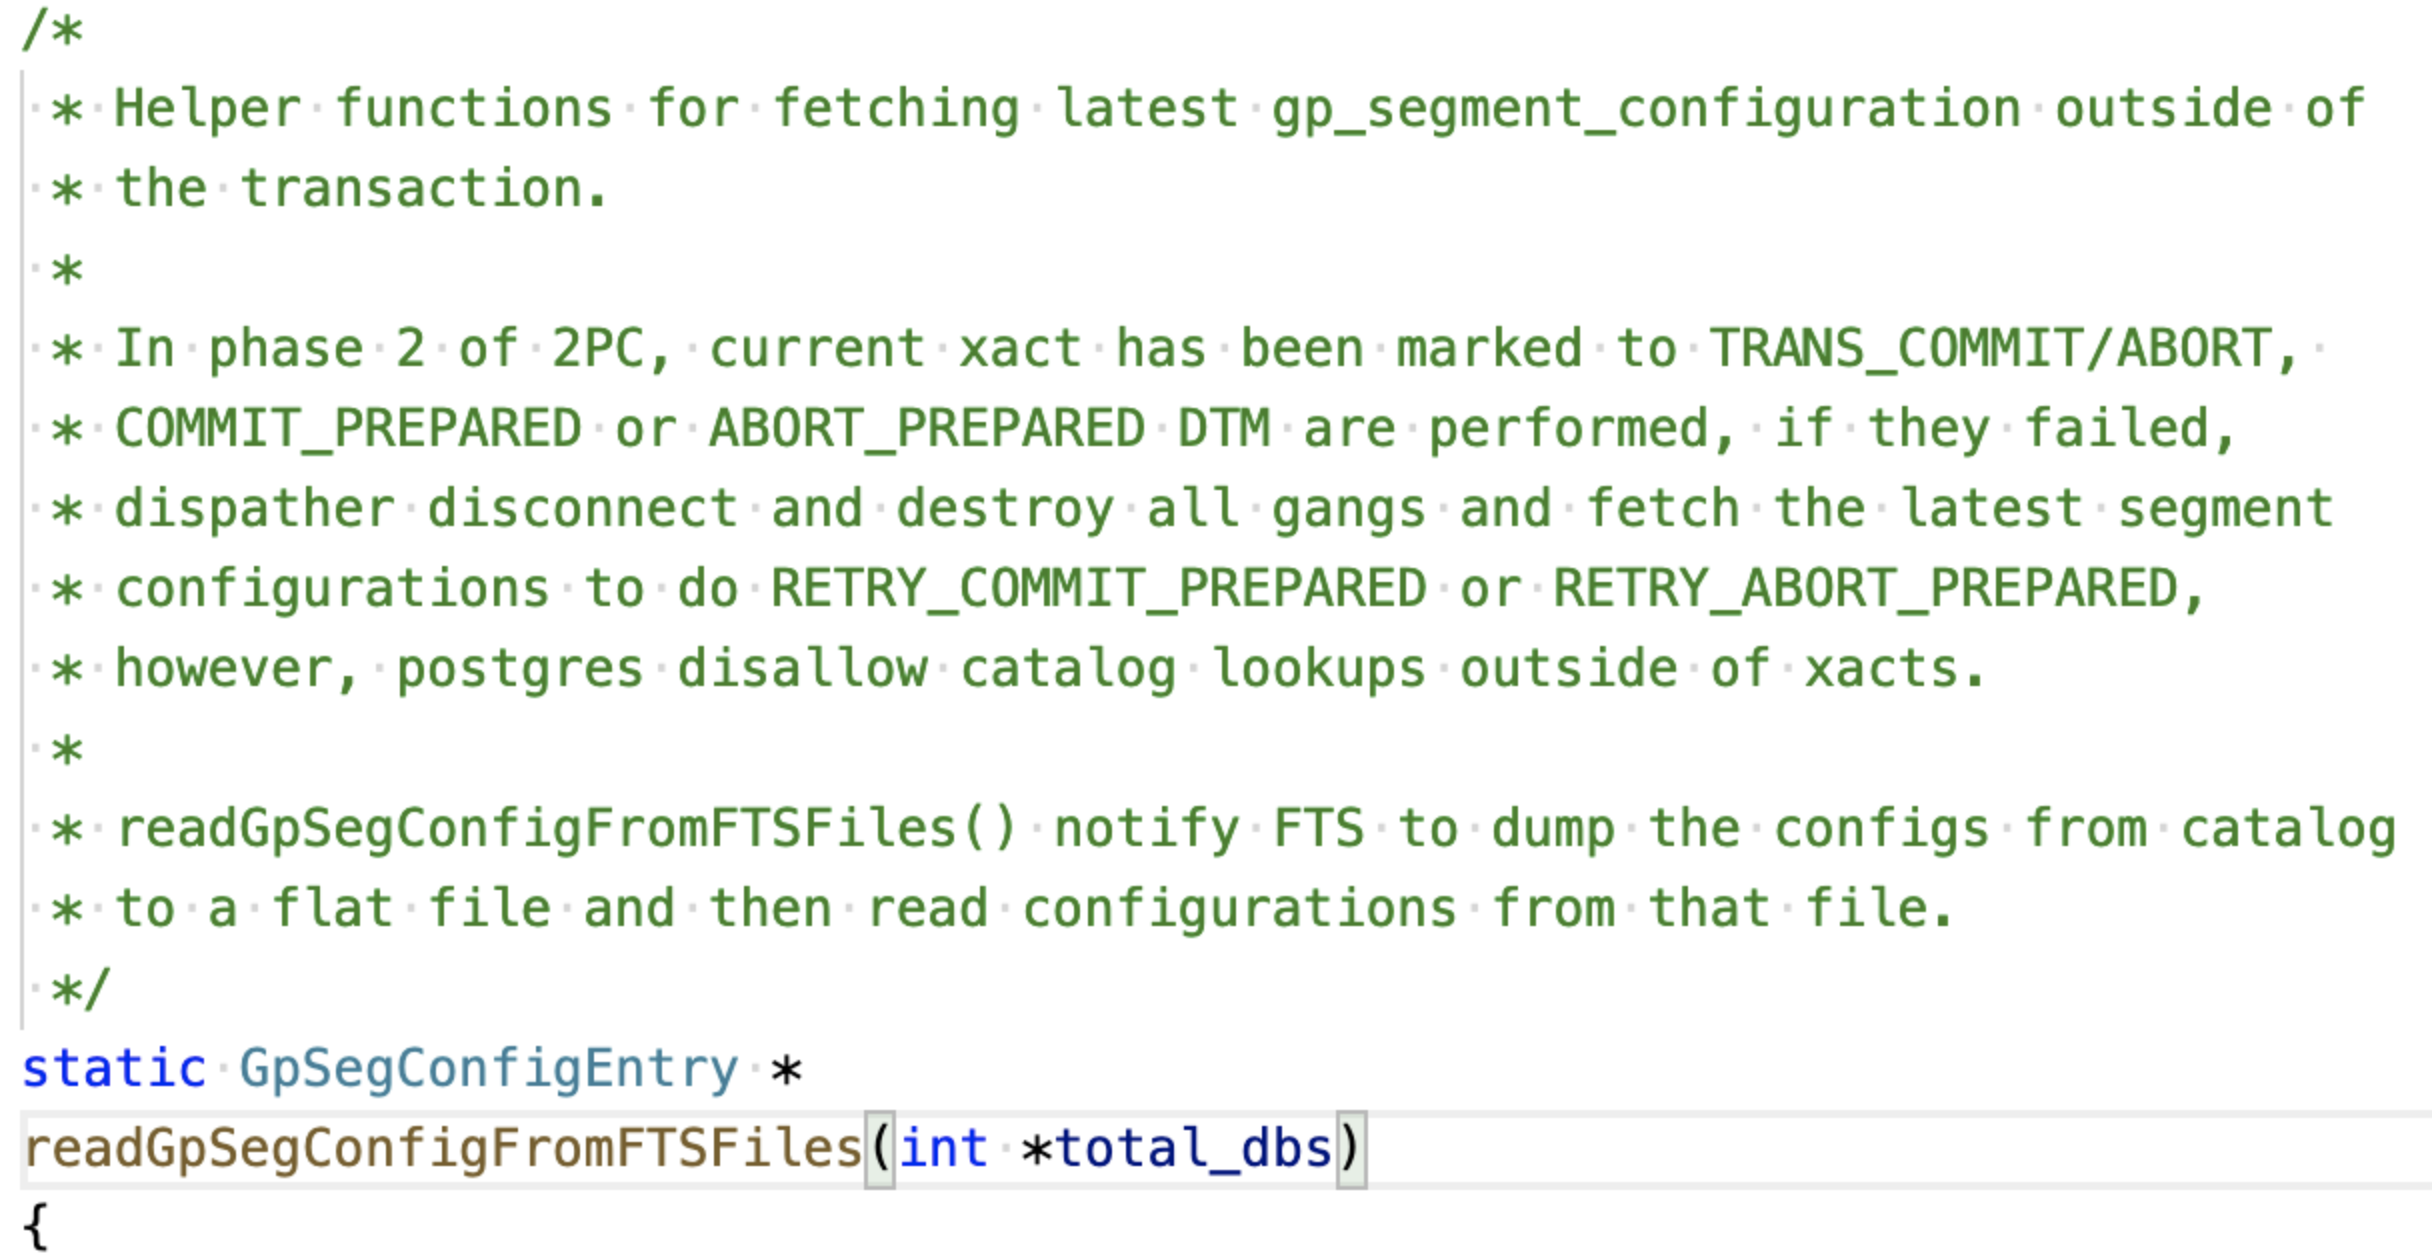 /*
* Helper functions for fetching latest gp_segment_configuration outside of
* the transaction.
*
* In phase 2 of 2PC, current xact has been marked to TRANS_COMMIT/ABORT,
* COMMIT_PREPARED or ABORT_PREPARED DTM are performed, if they failed,
* dispather disconnect and destroy all gangs and fetch the latest segment
* configurations to do RETRY_COMMIT_PREPARED or RETRY_ABORT_PREPARED,
* however, postgres disallow catalog lookups outside of xacts.
*
* readGpSegConfigFromFTSFiles() notify FTS to dump the configs from catalog
* to a flat file and then read configurations from that file.
*/
static GpSegConfigEntry *
readGpSegConfigFromFTSFiles(int *total_dbs)
{